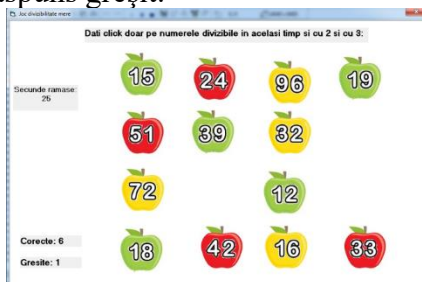 Joc divizibilitate mere
Dati click doar pe numerele divizibile in acelasi timp si cu 2 si cu 3:
15 24 96 19
Secunde ramase:
25
51 39 32
72 12
Corecte: 6
18 42 16 33
Gresite: 1